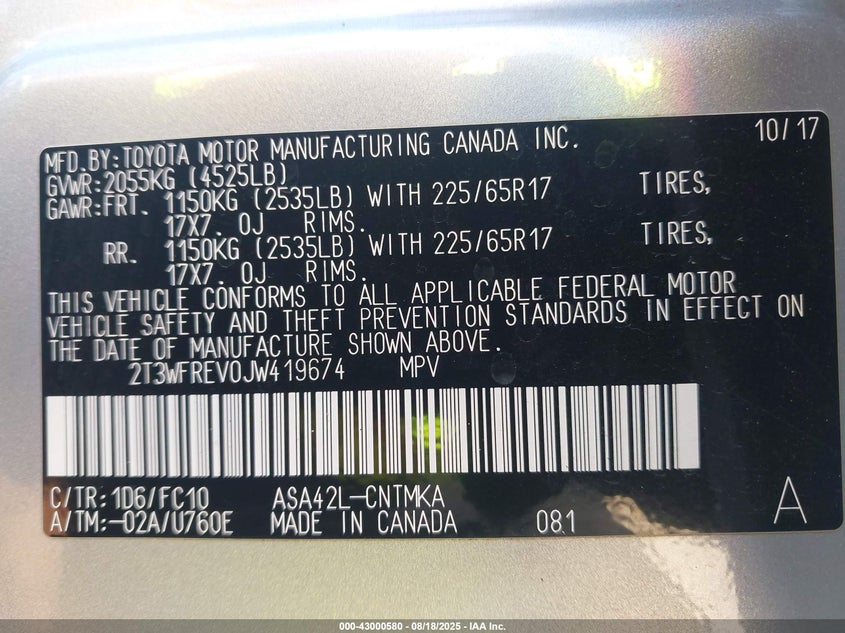 MFD.BY:TOYOTA MOTOR MANUFACTURING CANADA INC. 10/17
GVWR:2055KG (4525LB)
GAWR:FRT. 1150KG (2535LB) WITH 225/65R17 TIRES,
17X7.0J RIMS.
RR. 1150KG (2535LB) WITH 225/65R17 TIRES,
17X7.0J RIMS.
THIS VEHICLE CONFORMS TO ALL APPLICABLE FEDERAL MOTOR
VEHICLE SAFETY AND THEFT PREVENTION STANDARDS IN EFFECT ON
THE DATE OF MANUFACTURE SHOWN ABOVE.
2T3WFREV0JW419674 MPV
C/TR:1D6/FC10 ASA42L-CNTMKA
A/TM:-02A/U760E MADE IN CANADA 081 A
000-43000580 - 08/18/2025 - IAA Inc.